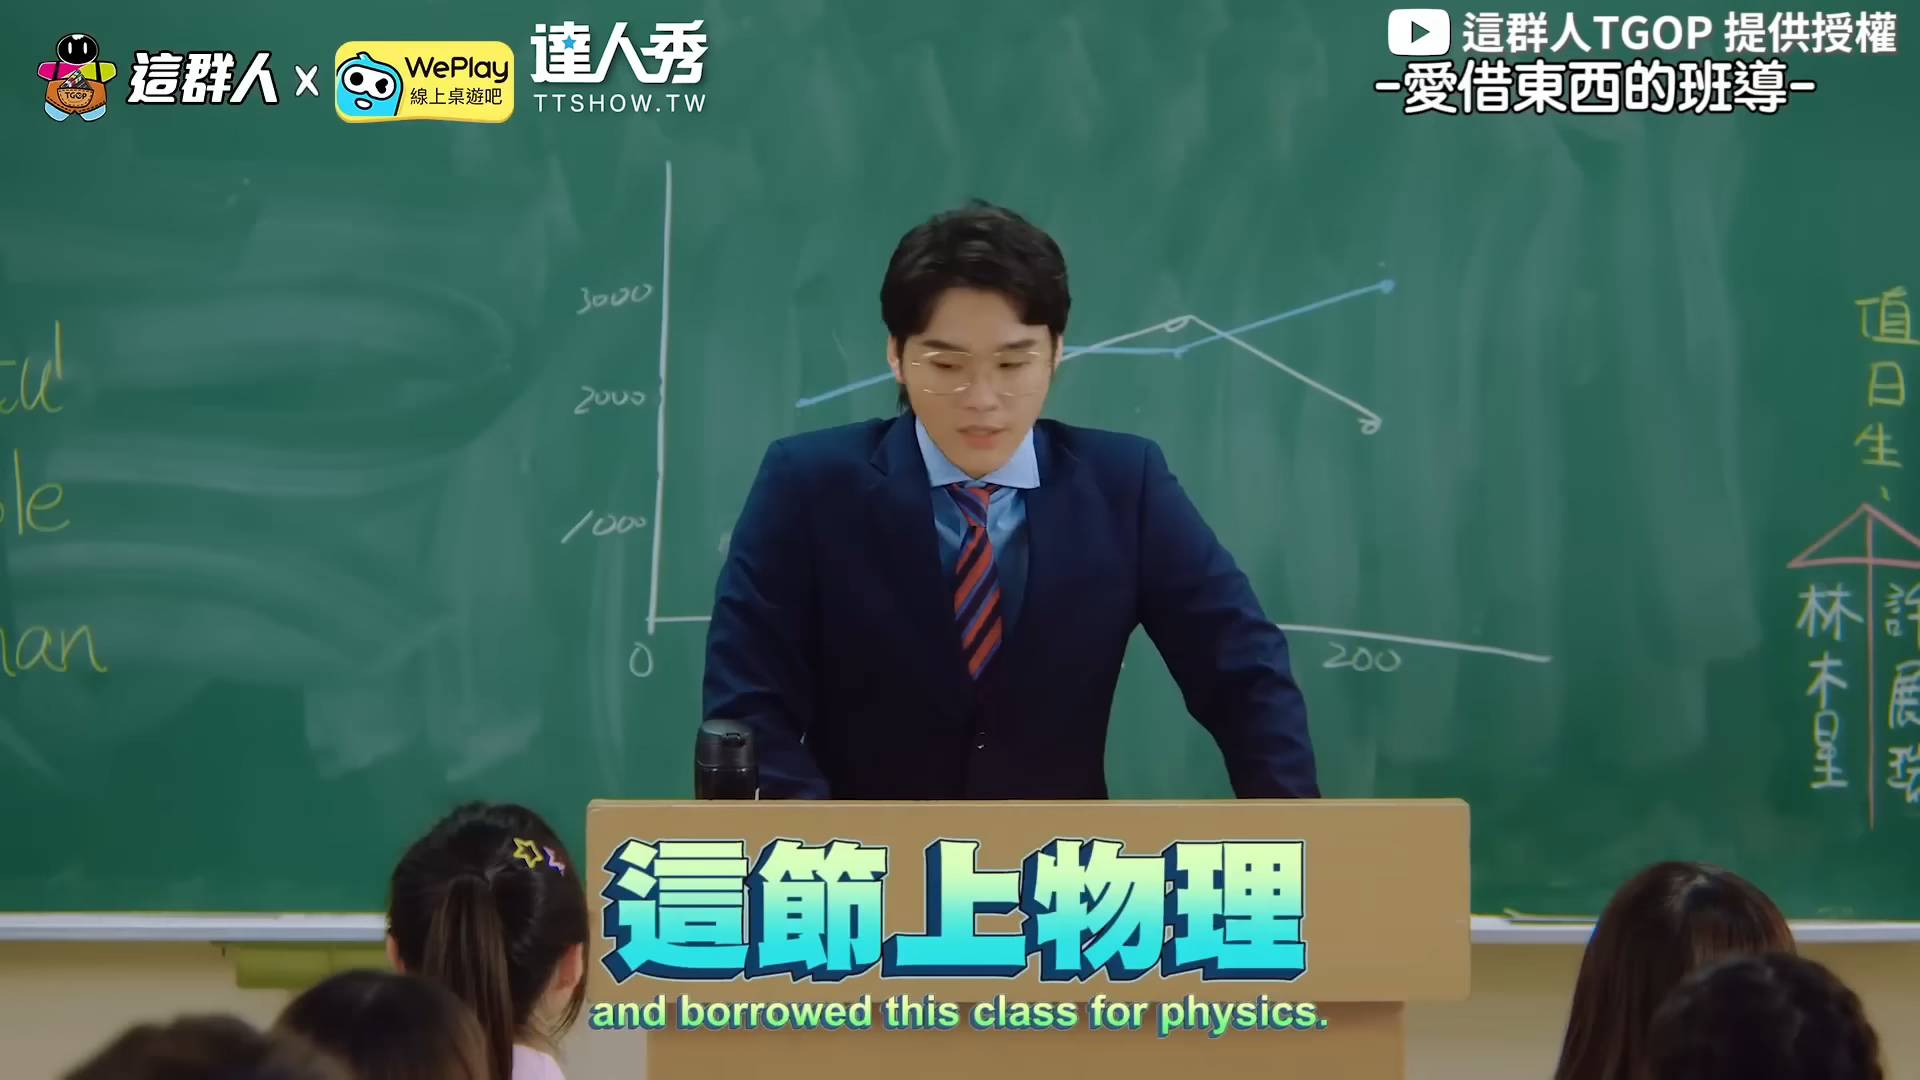 這群人 x WePlay 線上桌遊吧
達人秀
TTSHOW.TW
TGOP
這群人TGOP 提供授權
-愛借東西的班導-
3000
2000
1000
0
200
值日生、
林木星
這節上物理
and borrowed this class for physics.